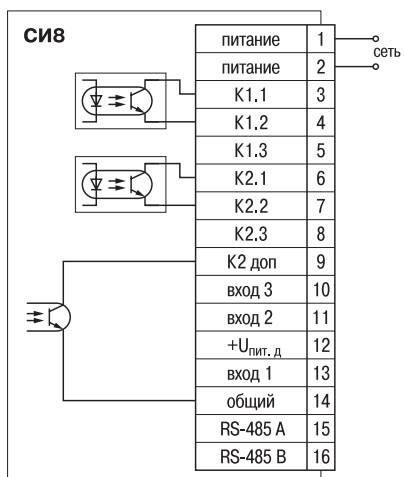 СИ8
питание 1
сеть
питание 2
К1.1 3
К1.2 4
К1.3 5
К2.1 6
К2.2 7
К2.3 8
К2 доп 9
вход 3 10
вход 2 11
+Uпит. д 12
вход 1 13
общий 14
RS-485 A 15
RS-485 B 16